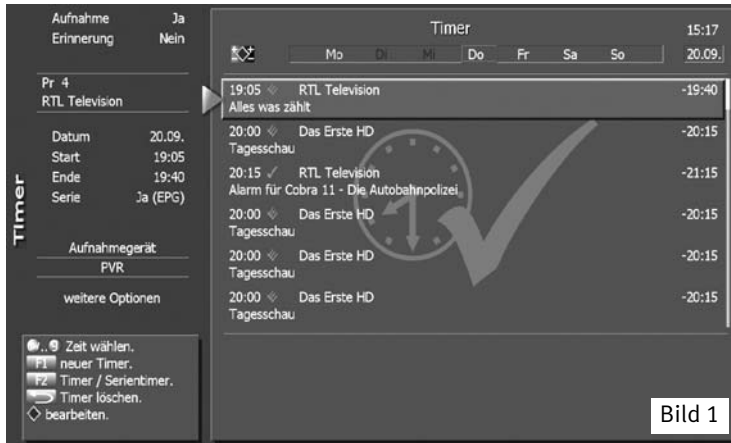 Aufnahme Ja
Erinnerung Nein
Pr 4
RTL Television
Datum 20.09.
Start 19:05
Ende 19:40
Serie Ja (EPG)
Aufnahmegerät
PVR
weitere Optionen
Timer
..9 Zeit wählen.
F1 neuer Timer.
F2 Timer / Serientimer.
Timer löschen.
bearbeiten.
Timer 15:17
Mo Di Mi Do Fr Sa So 20.09.
19:05 RTL Television -19:40
Alles was zählt
20:00 Das Erste HD -20:15
Tagesschau
20:15 RTL Television -21:15
Alarm für Cobra 11 - Die Autobahnpolizei
20:00 Das Erste HD -20:15
Tagesschau
20:00 Das Erste HD -20:15
Tagesschau
20:00 Das Erste HD -20:15
Tagesschau
Bild 1